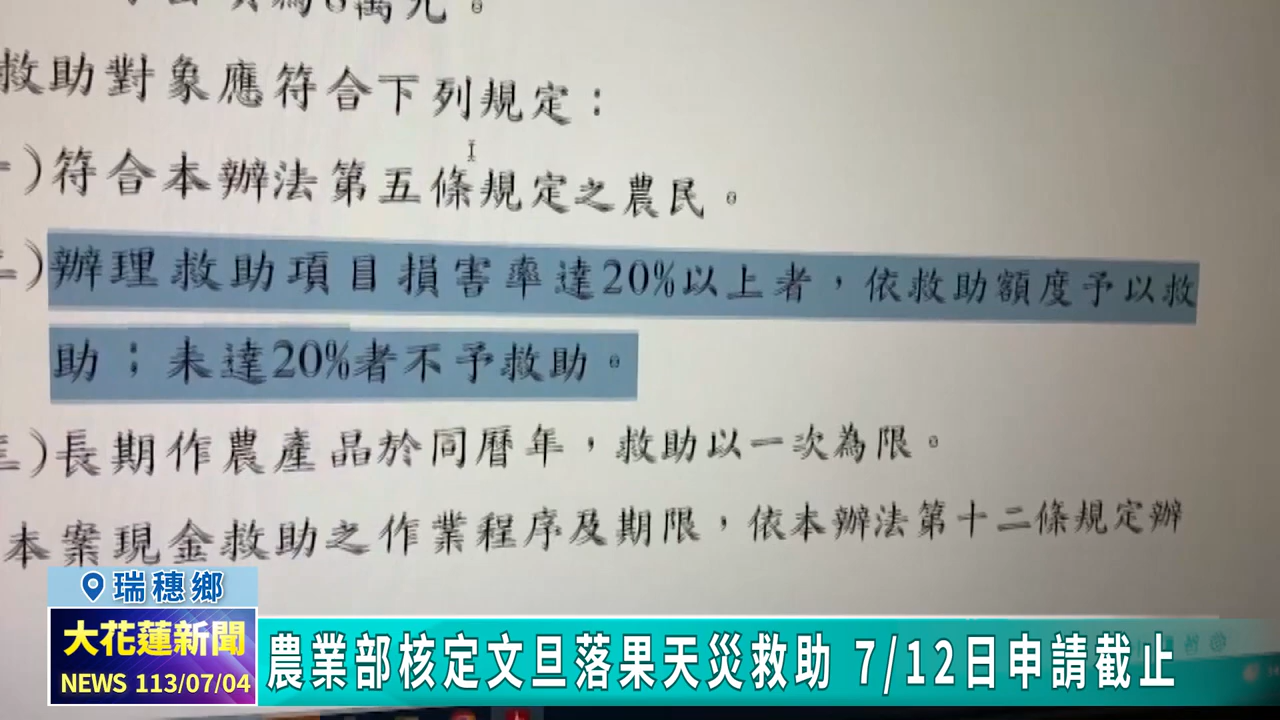 萬元。
救助對象應符合下列規定：
)符合本辦法第五條規定之農民。
)辦理救助項目損害率達20%以上者，依救助額度予以救
助；未達20%者不予救助。
)長期作農產品於同曆年，救助以一次為限。
本案現金救助之作業程序及期限，依本辦法第十二條規定辦
瑞穗鄉
大花蓮新聞
NEWS 113/07/04
農業部核定文旦落果天災救助 7/12日申請截止